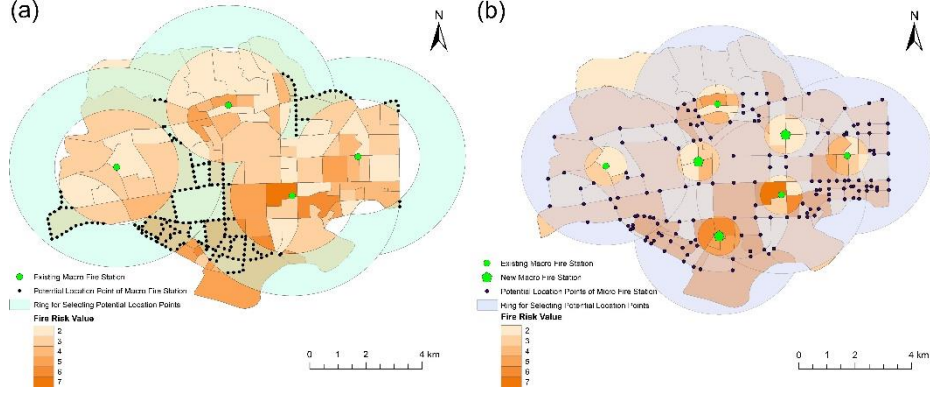 (a)
N
Existing Macro Fire Station
Potential Location Point of Macro Fire Station
Ring for Selecting Potential Location Points
Fire Risk Value
2
3
4
5
6
7
0 2 4 km
(b)
N
Existing Macro Fire Station
New Macro Fire Station
Potential Location Points of Micro Fire Station
Ring for Selecting Potential Location Points
Fire Risk Value
2
3
4
5
6
7
0 2 4 km